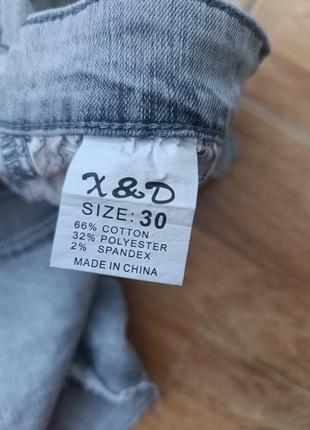 X&D
SIZE: 30
66% COTTON
32% POLYESTER
2% SPANDEX
MADE IN CHINA